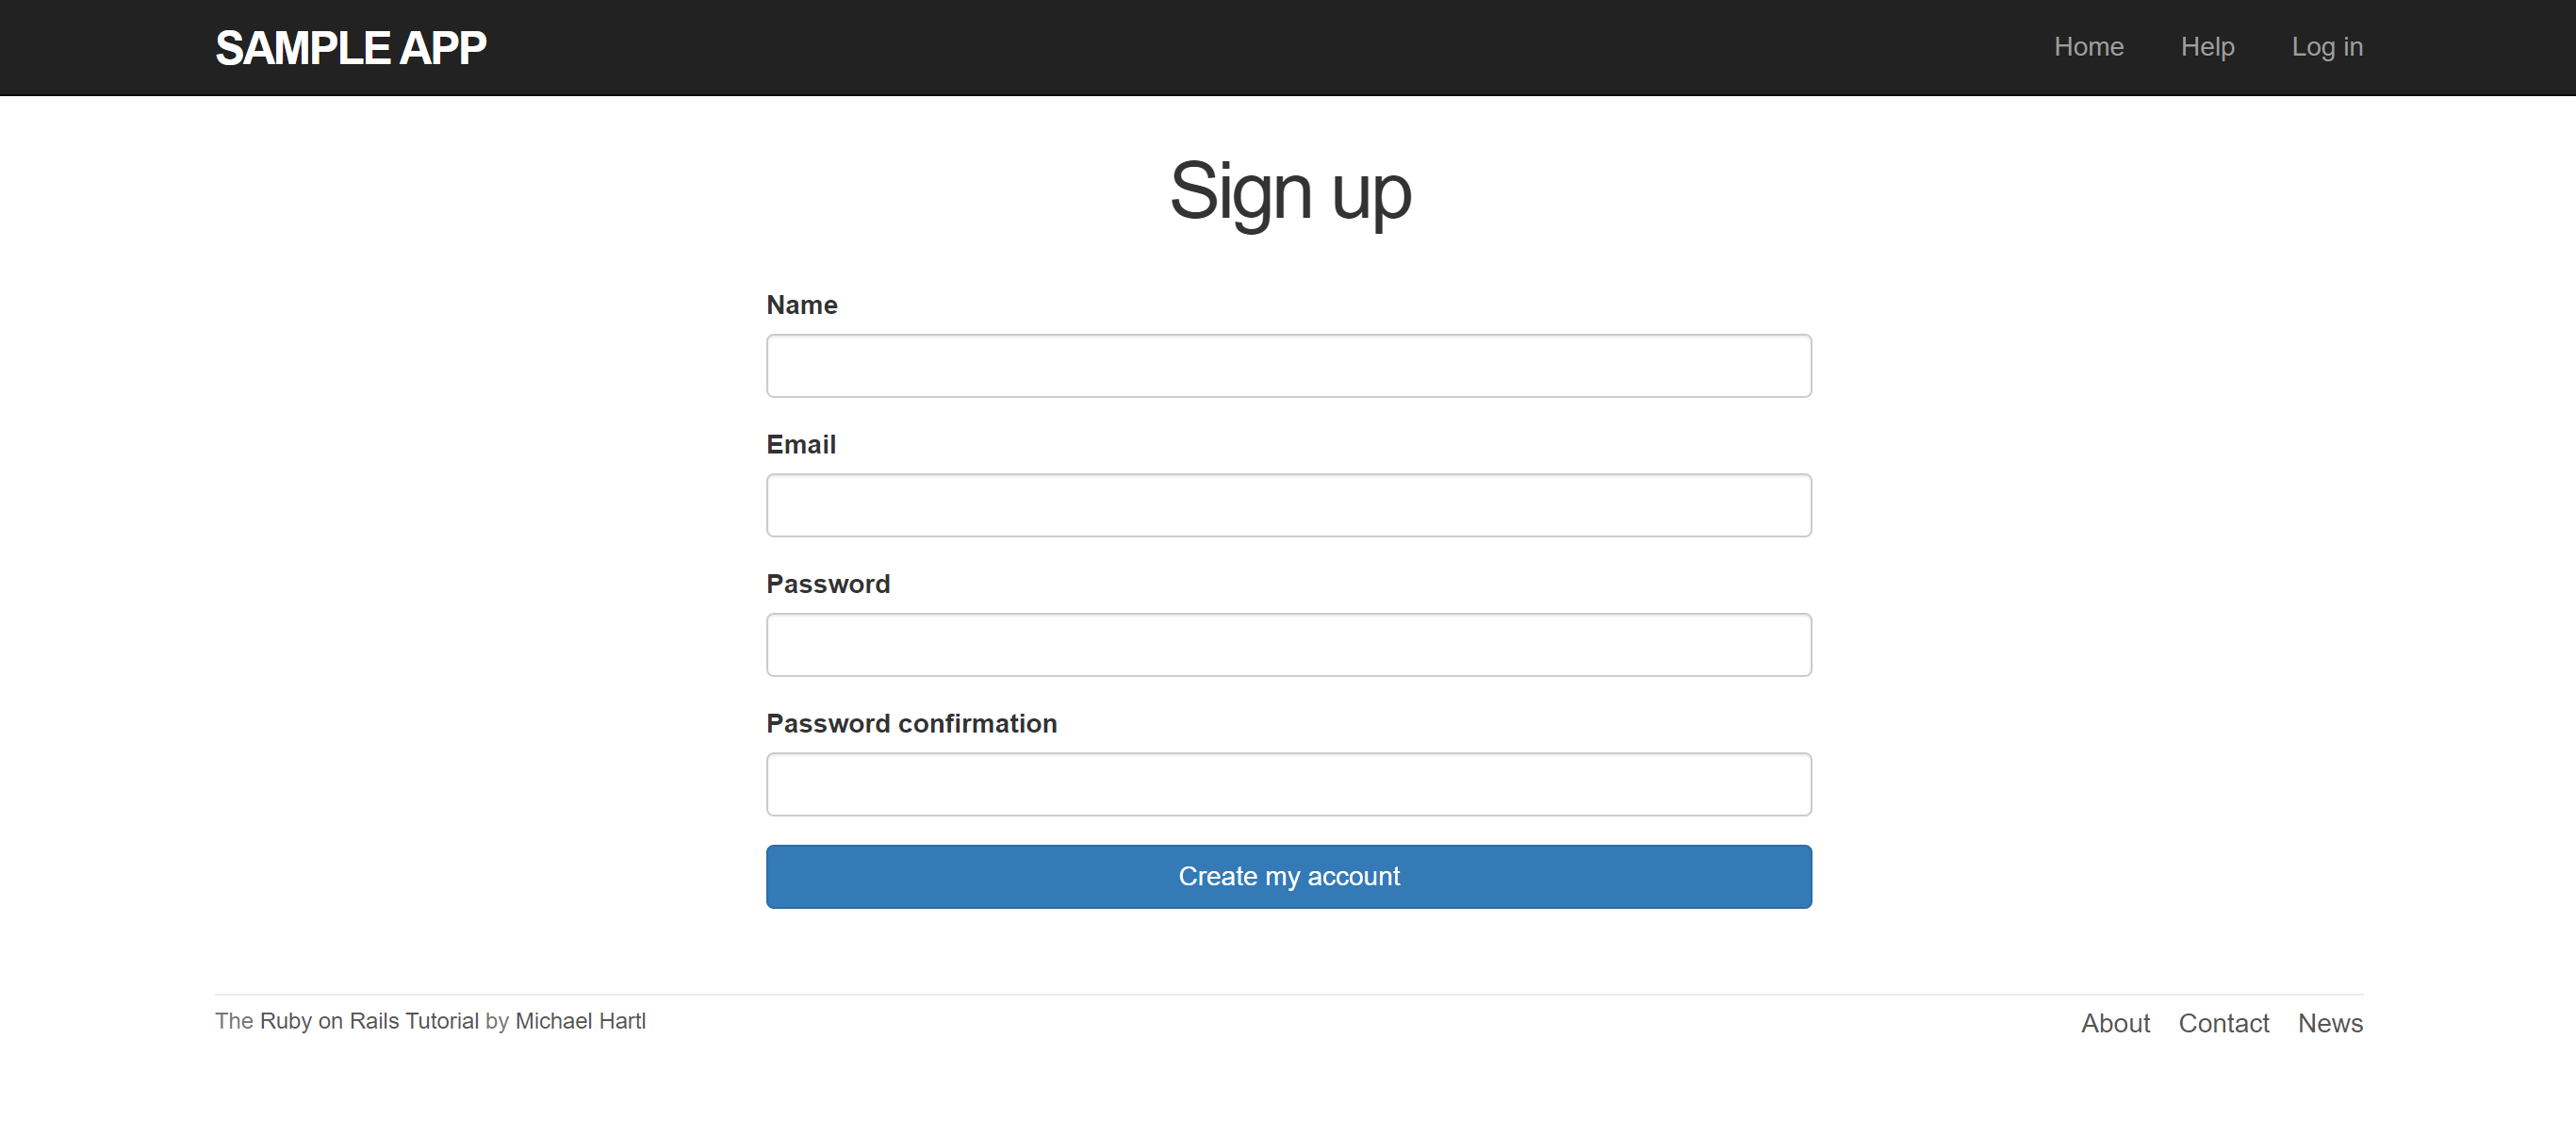 SAMPLE APP
Home Help Log in
Sign up
Name
Email
Password
Password confirmation
Create my account
The Ruby on Rails Tutorial by Michael Hartl
About Contact News